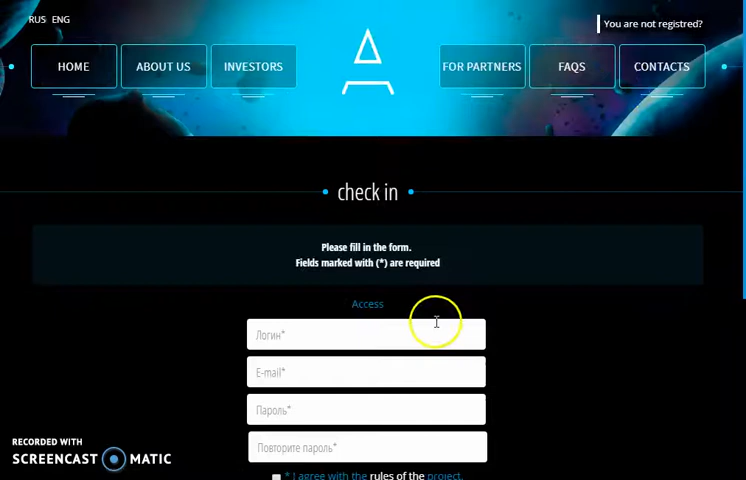 RUS ENG
You are not registred?
HOME ABOUT US INVESTORS FOR PARTNERS FAQS CONTACTS
check in
Please fill in the form.
Fields marked with (*) are required
Access
Логин*
E-mail*
Пароль*
Повторите пароль*
* I agree with the rules of the project.
RECORDED WITH
SCREENCAST MATIC